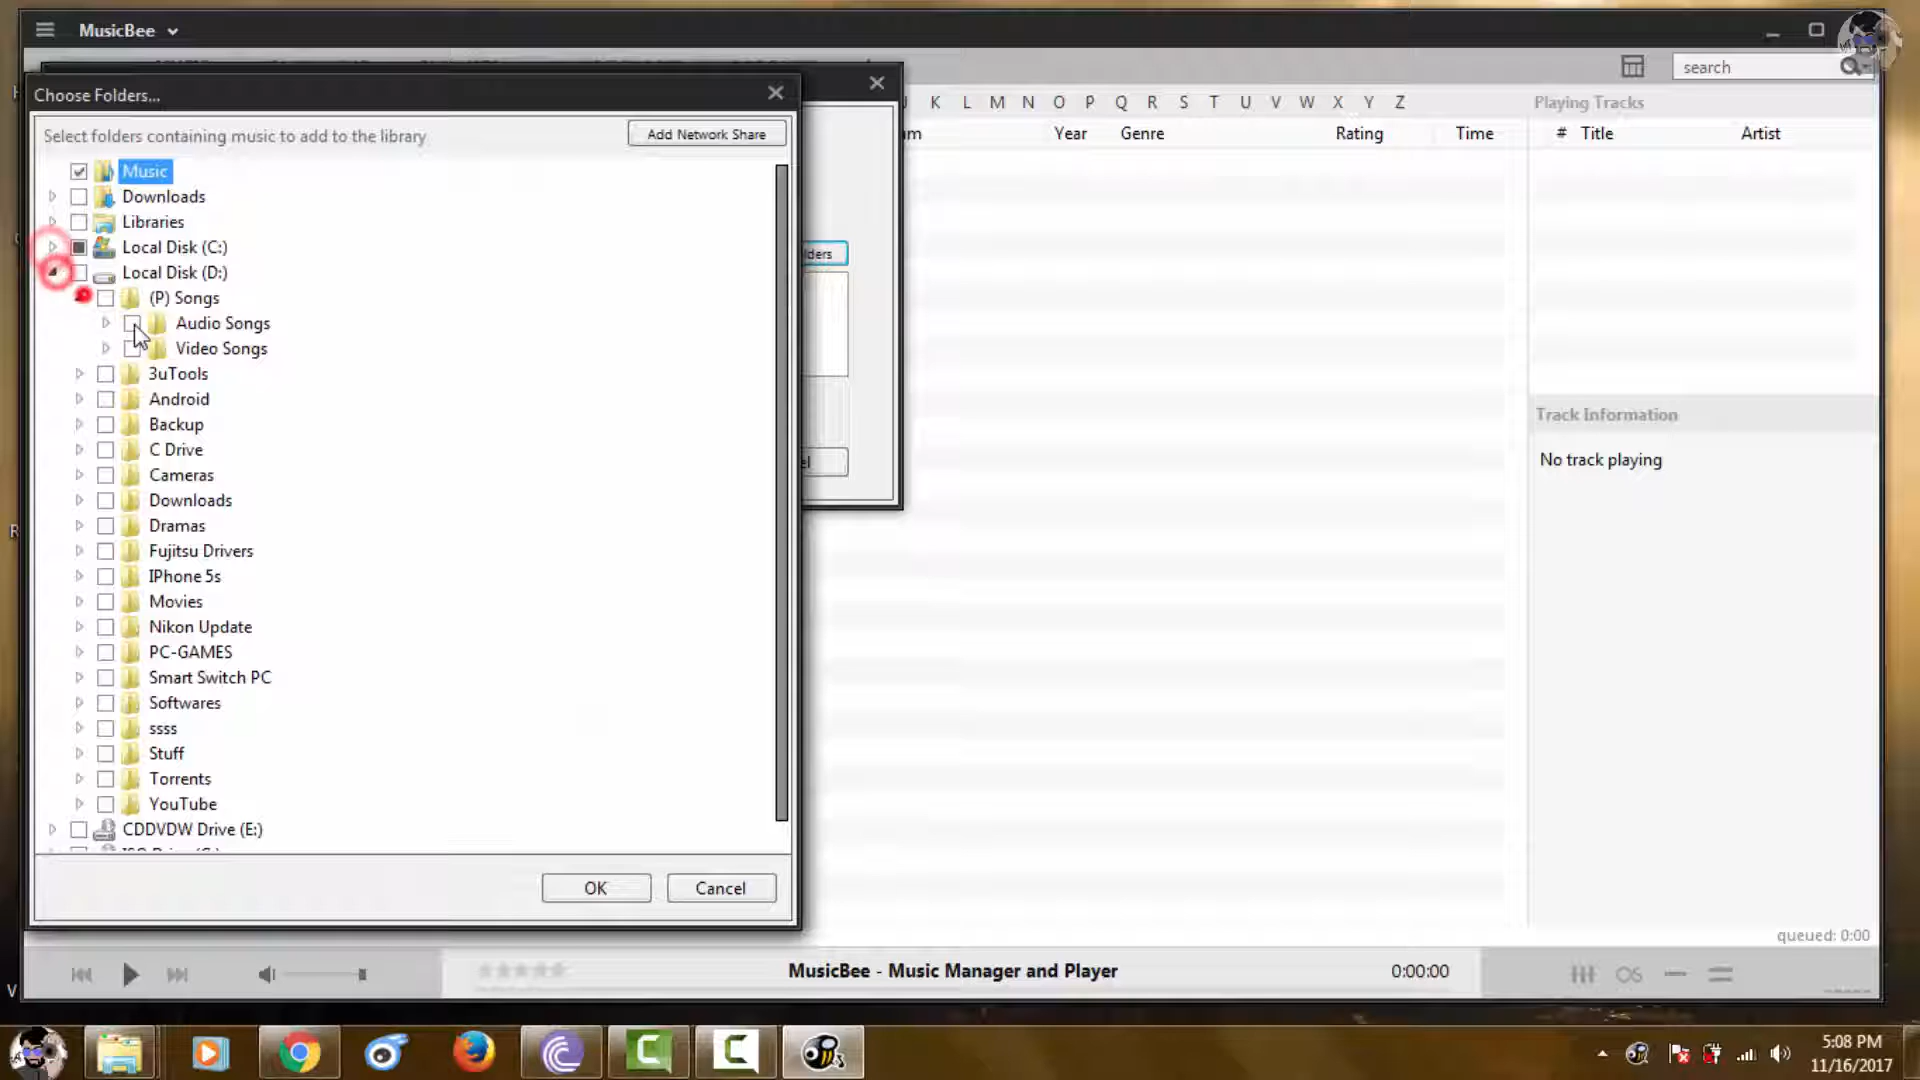 MusicBee
search
Choose Folders...
Select folders containing music to add to the library
Add Network Share
Music
Downloads
Libraries
Local Disk (C:)
Local Disk (D:)
(P) Songs
Audio Songs
Video Songs
3uTools
Android
Backup
C Drive
Cameras
Downloads
Dramas
Fujitsu Drivers
IPhone 5s
Movies
Nikon Update
PC-GAMES
Smart Switch PC
Softwares
ssss
Stuff
Torrents
YouTube
CDDVDW Drive (E:)
OK Cancel
K L M N O P Q R S T U V W X Y Z
Year Genre Rating Time
Playing Tracks
# Title Artist
Track Information
No track playing
queued: 0:00
MusicBee - Music Manager and Player 0:00:00
5:08 PM
11/16/2017